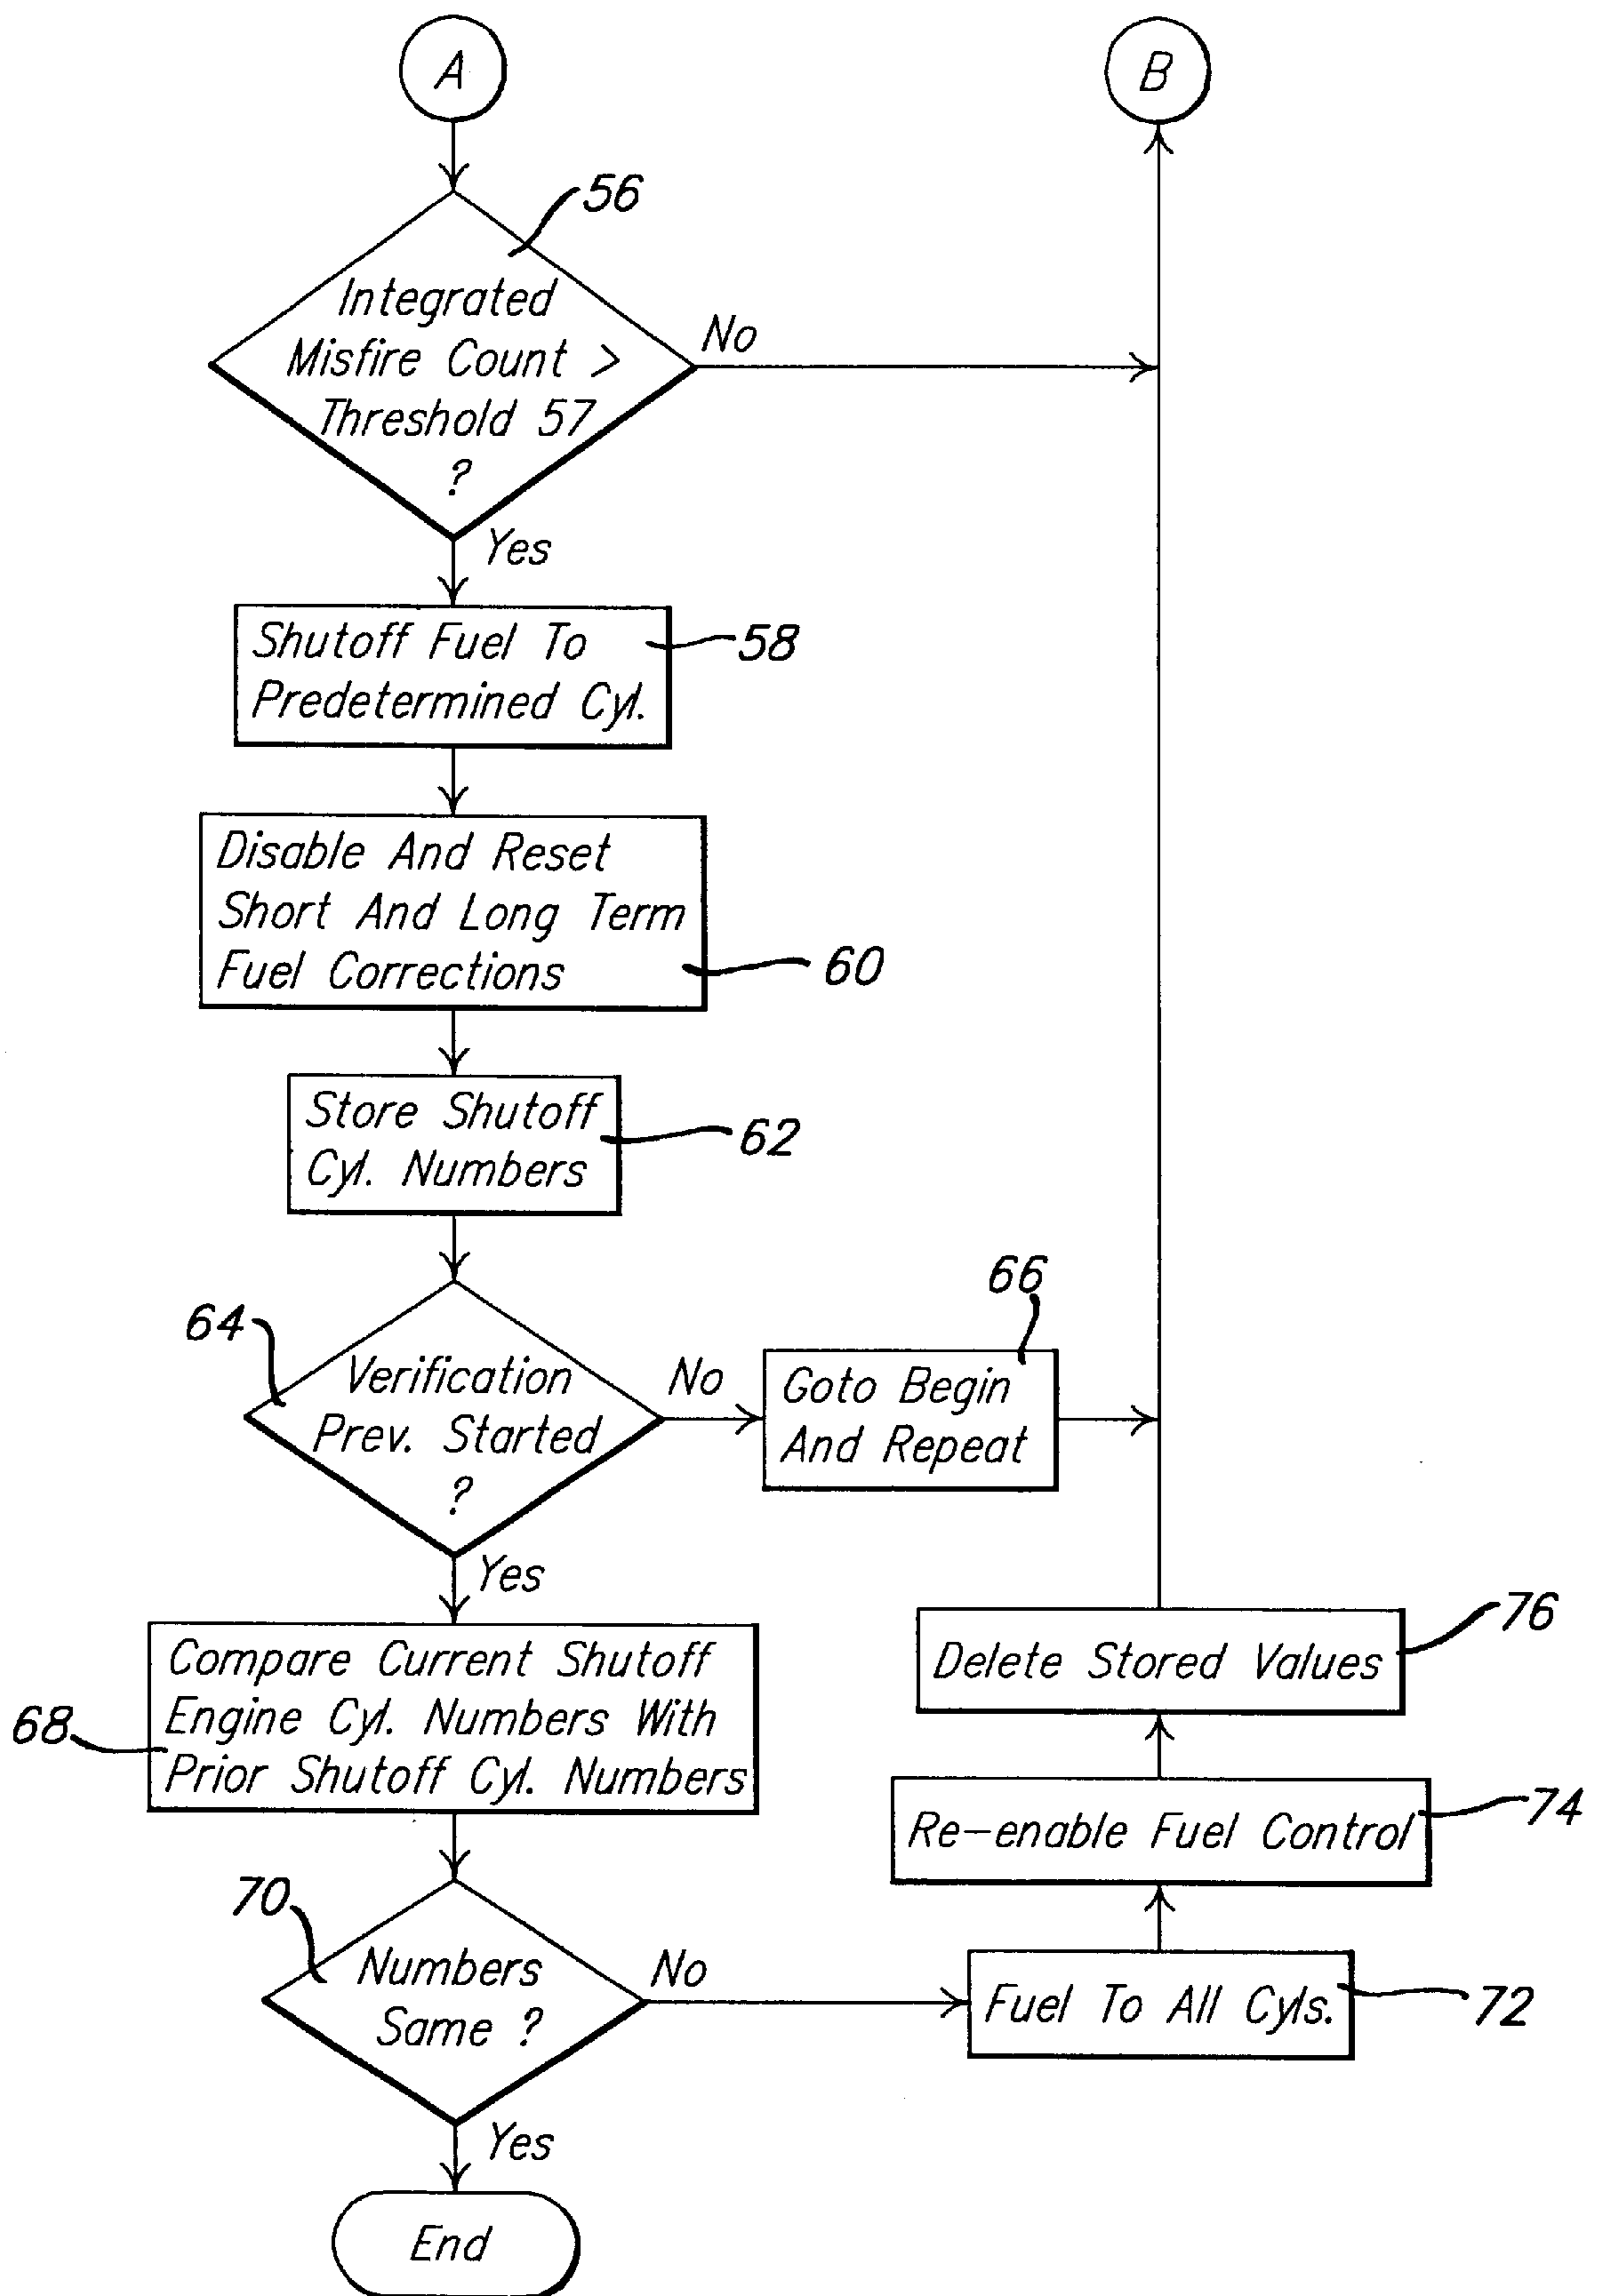 A
B
56
Integrated
Misfire Count >
Threshold 57
?
No
Yes
Shutoff Fuel To
Predetermined Cyl.
58
Disable And Reset
Short And Long Term
Fuel Corrections
60
Store Shutoff
Cyl. Numbers
62
64
Verification
Prev. Started
?
No
66
Goto Begin
And Repeat
Yes
68
Compare Current Shutoff
Engine Cyl. Numbers With
Prior Shutoff Cyl. Numbers
70
Numbers
Same ?
No
Fuel To All Cyls.
72
Re-enable Fuel Control
74
Delete Stored Values
76
Yes
End